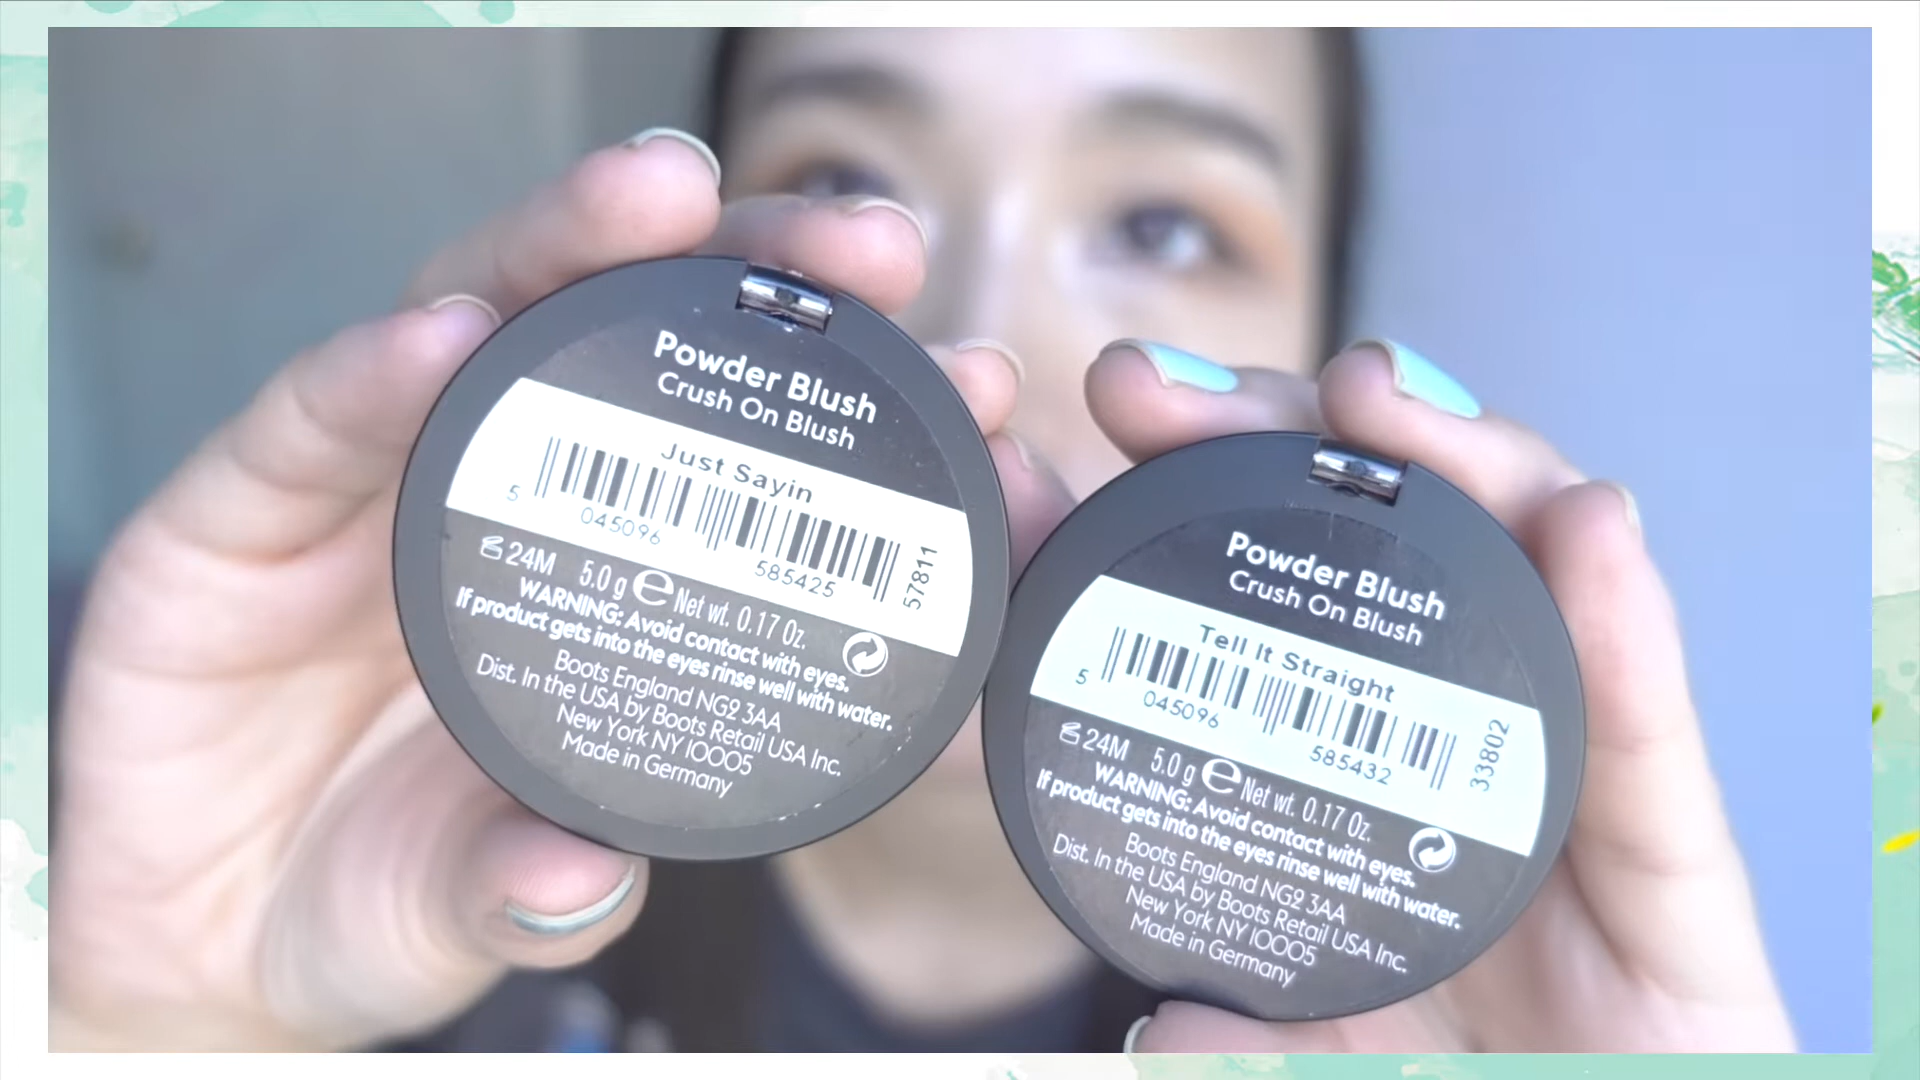 Powder Blush
Crush On Blush
Just Sayin
5 045096 585425
57811
24M 5.0 g e Net wt. 0.17 Oz.
WARNING: Avoid contact with eyes.
If product gets into the eyes rinse well with water.
Boots England NG2 3AA
Dist. In the USA by Boots Retail USA Inc.
New York NY 10005
Made in Germany
Powder Blush
Crush On Blush
Tell It Straight
5 045096 585432
33802
24M 5.0 g e Net wt. 0.17 Oz.
WARNING: Avoid contact with eyes.
If product gets into the eyes rinse well with water.
Boots England NG2 3AA
Dist. In the USA by Boots Retail USA Inc.
New York NY 10005
Made in Germany